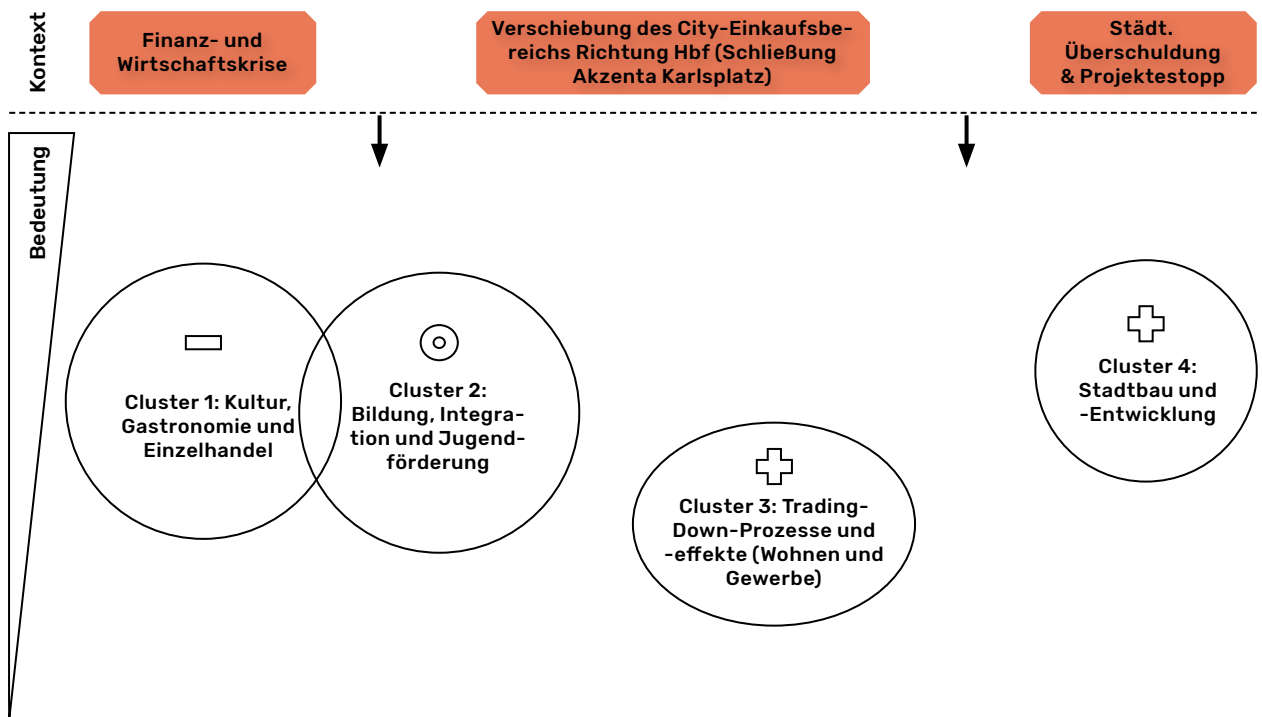 Kontext
Finanz- und
Wirtschaftskrise
Verschiebung des City-Einkaufsbe-
reichs Richtung Hbf (Schließung
Akzenta Karlsplatz)
Städt.
Überschuldung
& Projektestopp
Bedeutung
Cluster 1: Kultur,
Gastronomie und
Einzelhandel
Cluster 2:
Bildung, Integra-
tion und Jugend-
förderung
Cluster 3: Trading-
Down-Prozesse und
-effekte (Wohnen und
Gewerbe)
Cluster 4:
Stadtbau und
-Entwicklung